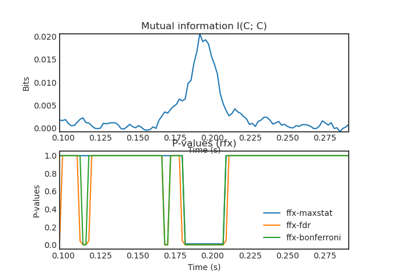 Mutual information I(C; C)
0.020
0.015
0.010
0.005
0.000
Bits
0.100 0.125 0.150 0.175 0.200 0.225 0.250 0.275
Time (s)
P-values (rfx)
1.0
0.8
0.6
0.4
0.2
0.0
P-values
ffx-maxstat
ffx-fdr
ffx-bonferroni
0.100 0.125 0.150 0.175 0.200 0.225 0.250 0.275
Time (s)